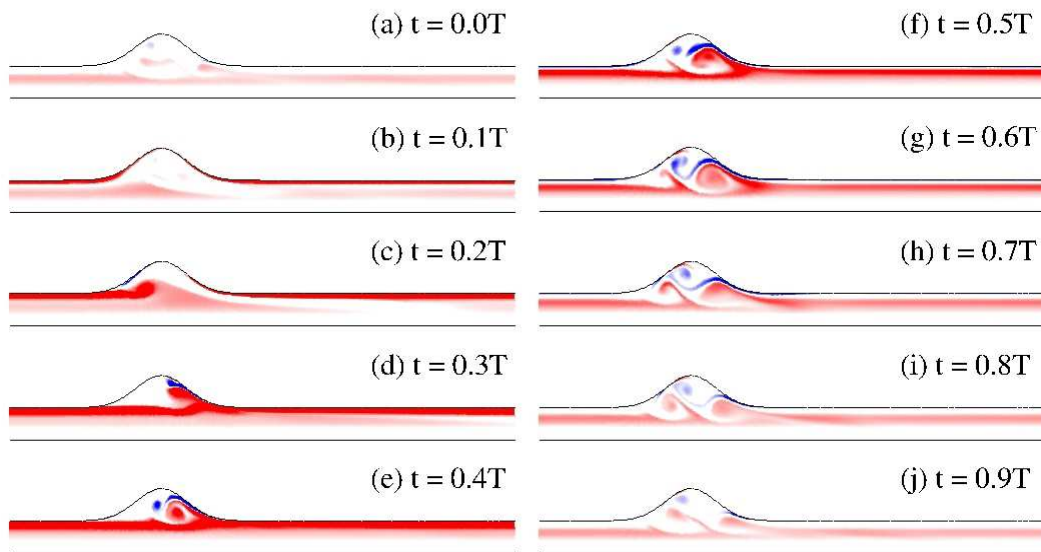 (a) t = 0.0T
(b) t = 0.1T
(c) t = 0.2T
(d) t = 0.3T
(e) t = 0.4T
(f) t = 0.5T
(g) t = 0.6T
(h) t = 0.7T
(i) t = 0.8T
(j) t = 0.9T